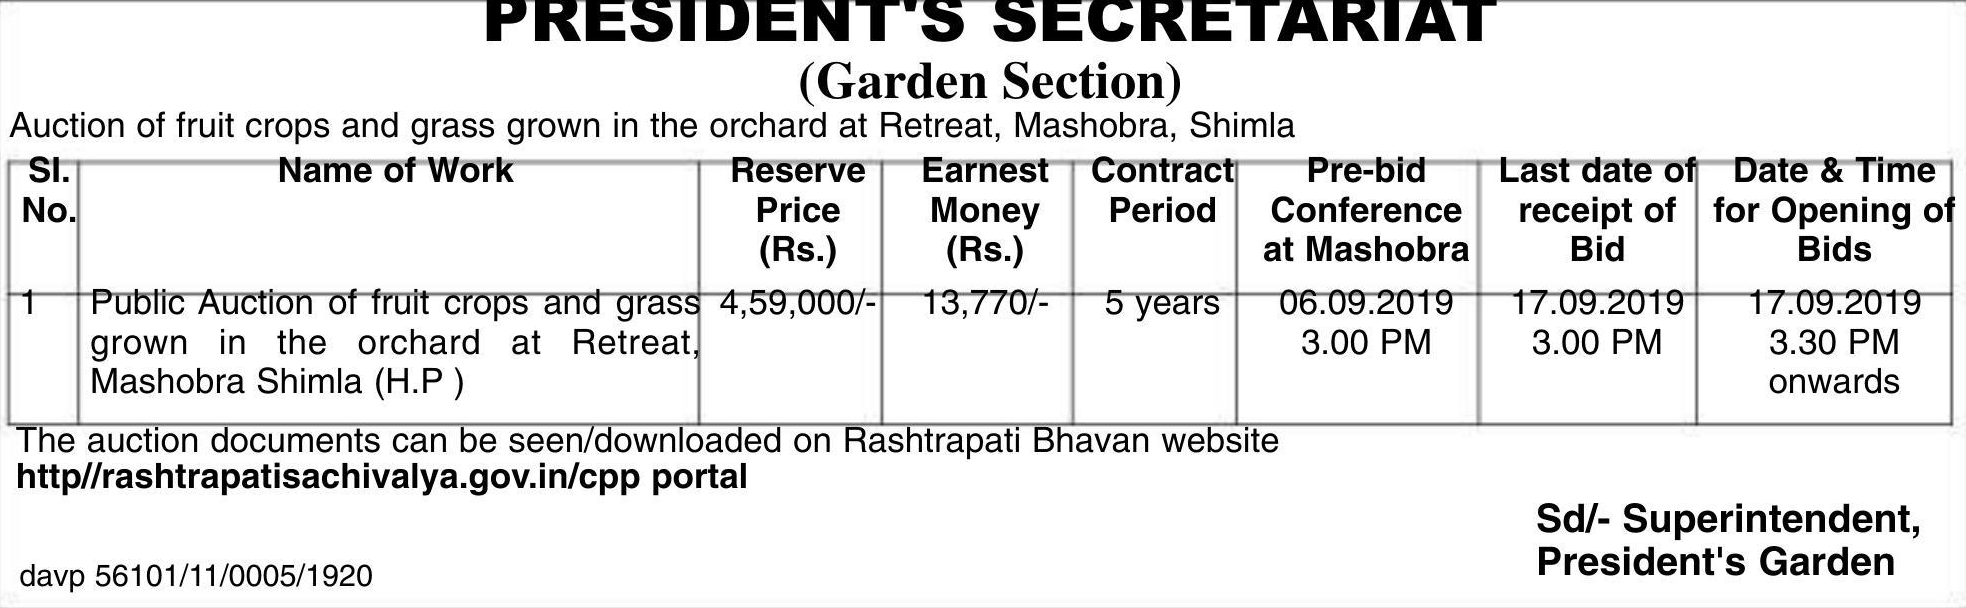 PRESIDENT'S SECRETARIAT
(Garden Section)
Auction of fruit crops and grass grown in the orchard at Retreat, Mashobra, Shimla
Sl. No. Name of Work Reserve Price (Rs.) Earnest Money (Rs.) Contract Period Pre-bid Conference at Mashobra Last date of receipt of Bid Date & Time for Opening of Bids
1 Public Auction of fruit crops and grass grown in the orchard at Retreat, Mashobra Shimla (H.P ) 4,59,000/- 13,770/- 5 years 06.09.2019 3.00 PM 17.09.2019 3.00 PM 17.09.2019 3.30 PM onwards
The auction documents can be seen/downloaded on Rashtrapati Bhavan website
http//rashtrapatisachivalya.gov.in/cpp portal
Sd/- Superintendent,
President's Garden
davp 56101/11/0005/1920